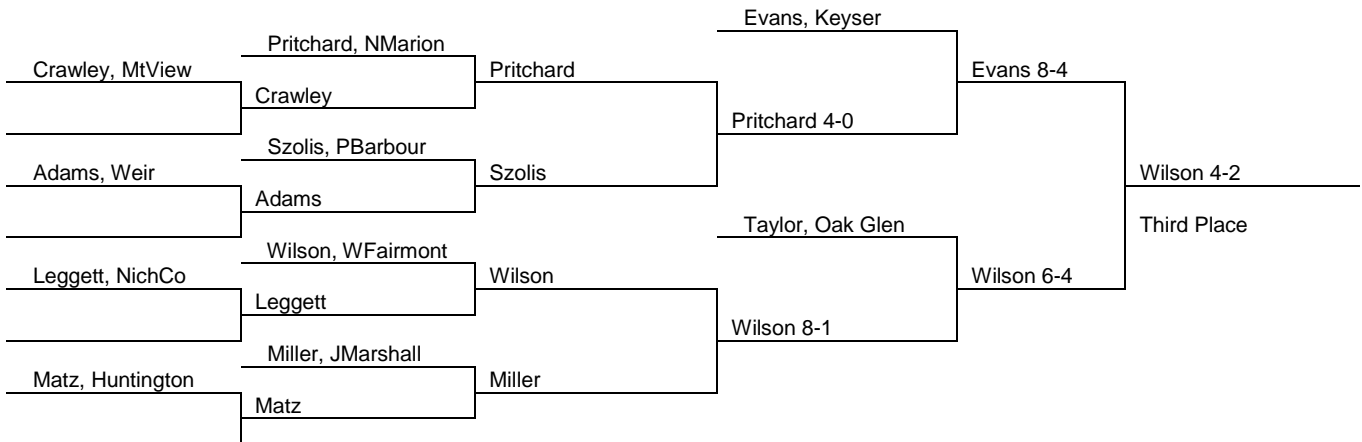 Evans, Keyser
Pritchard, NMarion
Crawley, MtView
Pritchard
Evans 8-4
Crawley
Pritchard 4-0
Szolis, PBarbour
Adams, Weir
Szolis
Wilson 4-2
Adams
Taylor, Oak Glen
Third Place
Wilson, WFairmont
Leggett, NichCo
Wilson
Wilson 6-4
Leggett
Wilson 8-1
Miller, JMarshall
Matz, Huntington
Miller
Matz